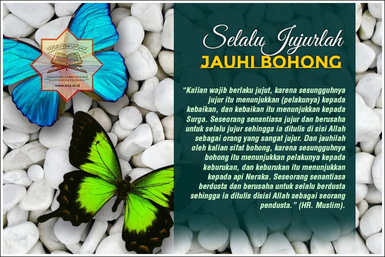 Selalu Jujurlah
JAUHI BOHONG
"Kalian wajib berlaku jujut, karena sesungguhnya
jujur itu menunjukkan (pelakunya) kepada
kebaikan, dan kebaikan itu menunjukkan kepada
Surga. Seseorang senantiasa jujur dan berusaha
untuk selalu jujur sehingga ia ditulis di sisi Allah
sebagai orang yang sangat jujur. Dan jauhilah
oleh kalian sifat bohong, karena sesungguhnya
bohong itu menunjukkan pelakunya kepada
keburukan, dan keburukan itu menunjukkan
kepada api Neraka. Seseorang senantiasa
berdusta dan berusaha untuk selalu berdusta
sehingga ia ditulis disisi Allah sebagai seorang
pendusta." (HR. Muslim).